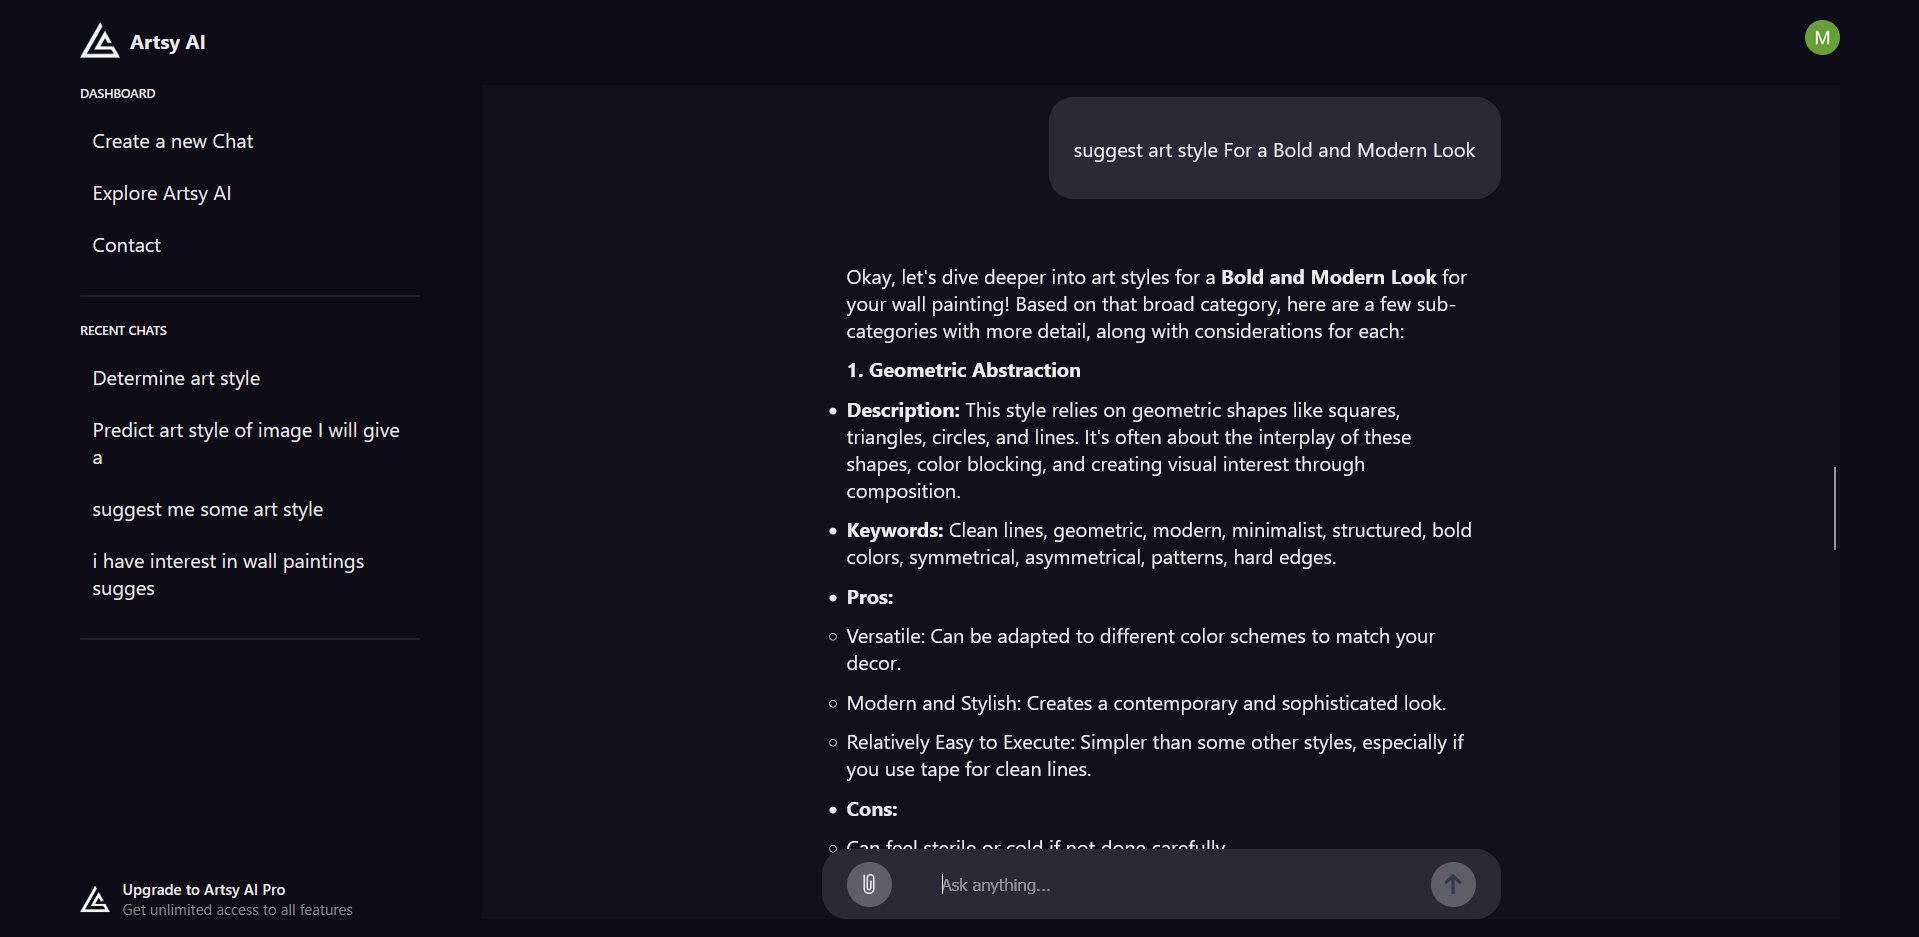 Artsy AI
M
DASHBOARD
Create a new Chat
Explore Artsy AI
Contact
RECENT CHATS
Determine art style
Predict art style of image I will give
a
suggest me some art style
i have interest in wall paintings
sugges
Upgrade to Artsy AI Pro
Get unlimited access to all features
suggest art style For a Bold and Modern Look
Okay, let's dive deeper into art styles for a Bold and Modern Look for
your wall painting! Based on that broad category, here are a few sub-
categories with more detail, along with considerations for each:
1. Geometric Abstraction
• Description: This style relies on geometric shapes like squares,
triangles, circles, and lines. It's often about the interplay of these
shapes, color blocking, and creating visual interest through
composition.
• Keywords: Clean lines, geometric, modern, minimalist, structured, bold
colors, symmetrical, asymmetrical, patterns, hard edges.
• Pros:
◦ Versatile: Can be adapted to different color schemes to match your
decor.
◦ Modern and Stylish: Creates a contemporary and sophisticated look.
◦ Relatively Easy to Execute: Simpler than some other styles, especially if
you use tape for clean lines.
• Cons:
◦ Can feel sterile or cold if not done carefully
Ask anything...